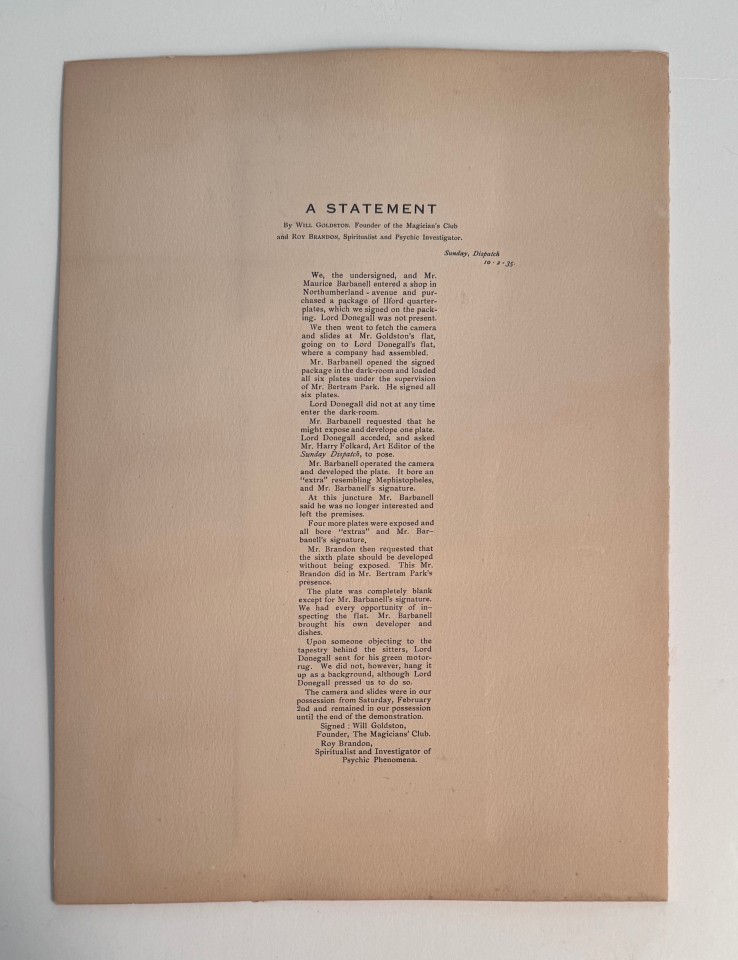 A STATEMENT
By WILL GOLDSTON. Founder of the Magician's Club
and ROY BRANDON, Spiritualist and Psychic Investigator.
Sunday, Dispatch
10 - 2 - 35.
We, the undersigned, and Mr.
Maurice Barbanell entered a shop in
Northumberland - avenue and pur-
chased a package of Ilford quarter-
plates, which we signed on the pack-
ing. Lord Donegall was not present.
We then went to fetch the camera
and slides at Mr. Goldston's flat,
going on to Lord Donegall's flat,
where a company had assembled.
Mr. Barbanell opened the signed
package in the dark-room and loaded
all six plates under the supervision
of Mr. Bertram Park. He signed all
six plates.
Lord Donegall did not at any time
enter the dark-room.
Mr. Barbanell requested that he
might expose and develope one plate.
Lord Donegall acceded, and asked
Mr. Harry Folkard, Art Editor of the
Sunday Dispatch, to pose.
Mr. Barbanell operated the camera
and developed the plate. It bore an
"extra" resembling Mephistopheles,
and Mr. Barbanell's signature.
At this juncture Mr. Barbanell
said he was no longer interested and
left the premises.
Four more plates were exposed and
all bore "extras" and Mr. Bar-
banell's signature.
Mr. Brandon then requested that
the sixth plate should be developed
without being exposed. This Mr.
Brandon did in Mr. Bertram Park's
presence.
The plate was completely blank
except for Mr. Barbanell's signature.
We had every opportunity of in-
specting the flat. Mr. Barbanell
brought his own developer and
dishes.
Upon someone objecting to the
tapestry behind the sitters, Lord
Donegall sent for his green motor-
rug. We did not, however, hang it
up as a background, although Lord
Donegall pressed us to do so.
The camera and slides were in our
possession from Saturday, February
2nd and remained in our possession
until the end of the demonstration.
Signed : Will Goldston,
Founder, The Magicians' Club.
Roy Brandon,
Spiritualist and Investigator of
Psychic Phenomena.